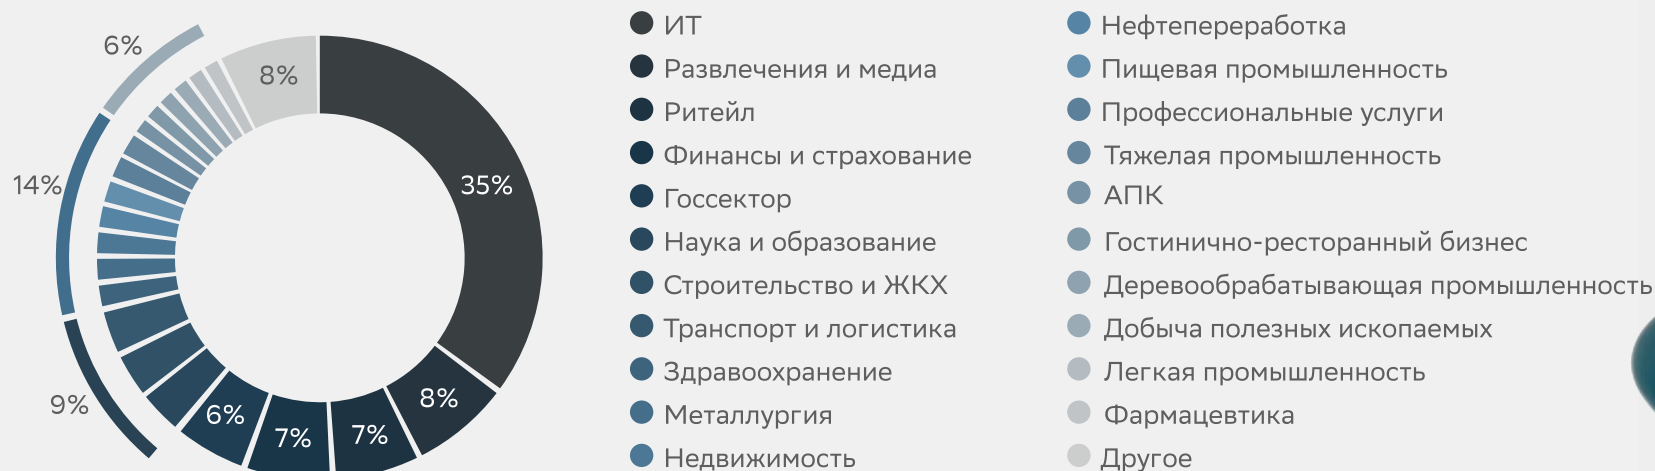 6%
14%
9%
8%
35%
8%
7%
7%
6%
ИТ
Развлечения и медиа
Ритейл
Финансы и страхование
Госсектор
Наука и образование
Строительство и ЖКХ
Транспорт и логистика
Здравоохранение
Металлургия
Недвижимость
Нефтепереработка
Пищевая промышленность
Профессиональные услуги
Тяжелая промышленность
АПК
Гостинично-ресторанный бизнес
Деревообрабатывающая промышленность
Добыча полезных ископаемых
Легкая промышленность
Фармацевтика
Другое